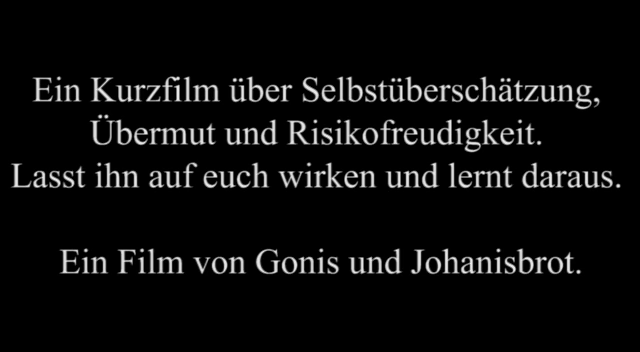 Ein Kurzfilm über Selbstüberschätzung,
Übermut und Risikofreudigkeit.
Lasst ihn auf euch wirken und lernt daraus.
Ein Film von Gonis und Johanisbrot.